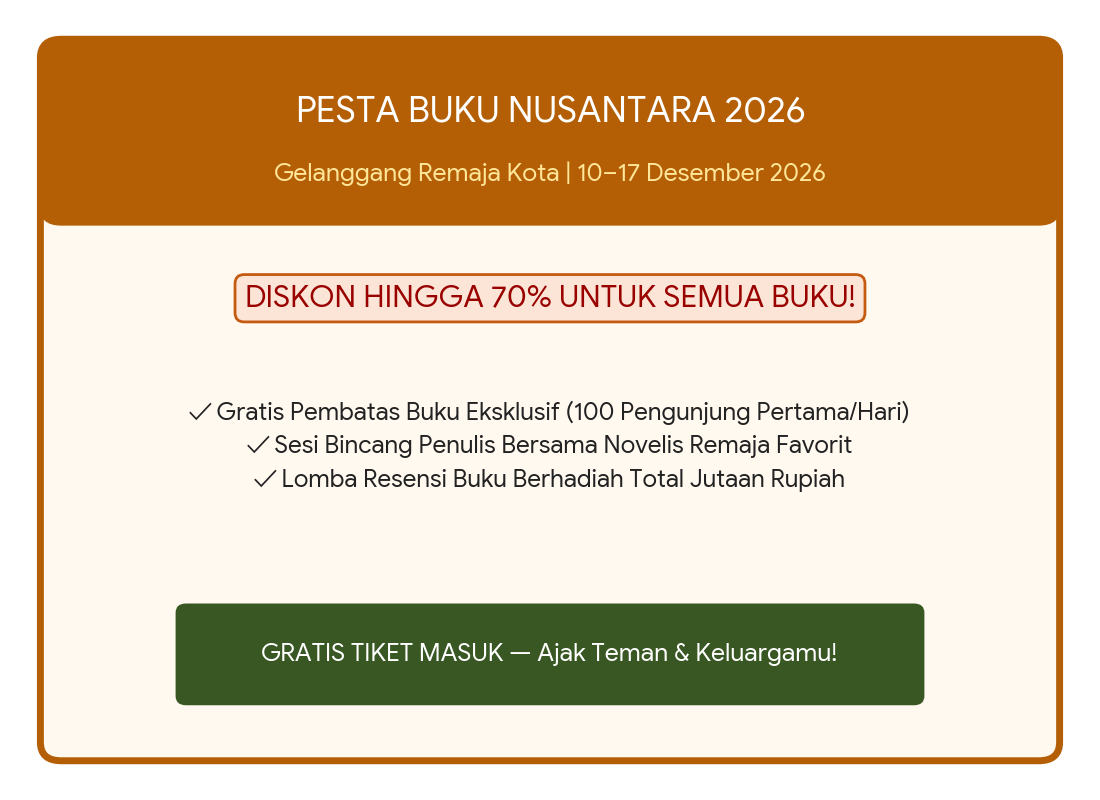 PESTA BUKU NUSANTARA 2026
Gelanggang Remaja Kota | 10–17 Desember 2026
DISKON HINGGA 70% UNTUK SEMUA BUKU!
✓ Gratis Pembatas Buku Eksklusif (100 Pengunjung Pertama/Hari)
✓ Sesi Bincang Penulis Bersama Novelis Remaja Favorit
✓ Lomba Resensi Buku Berhadiah Total Jutaan Rupiah
GRATIS TIKET MASUK — Ajak Teman & Keluargamu!